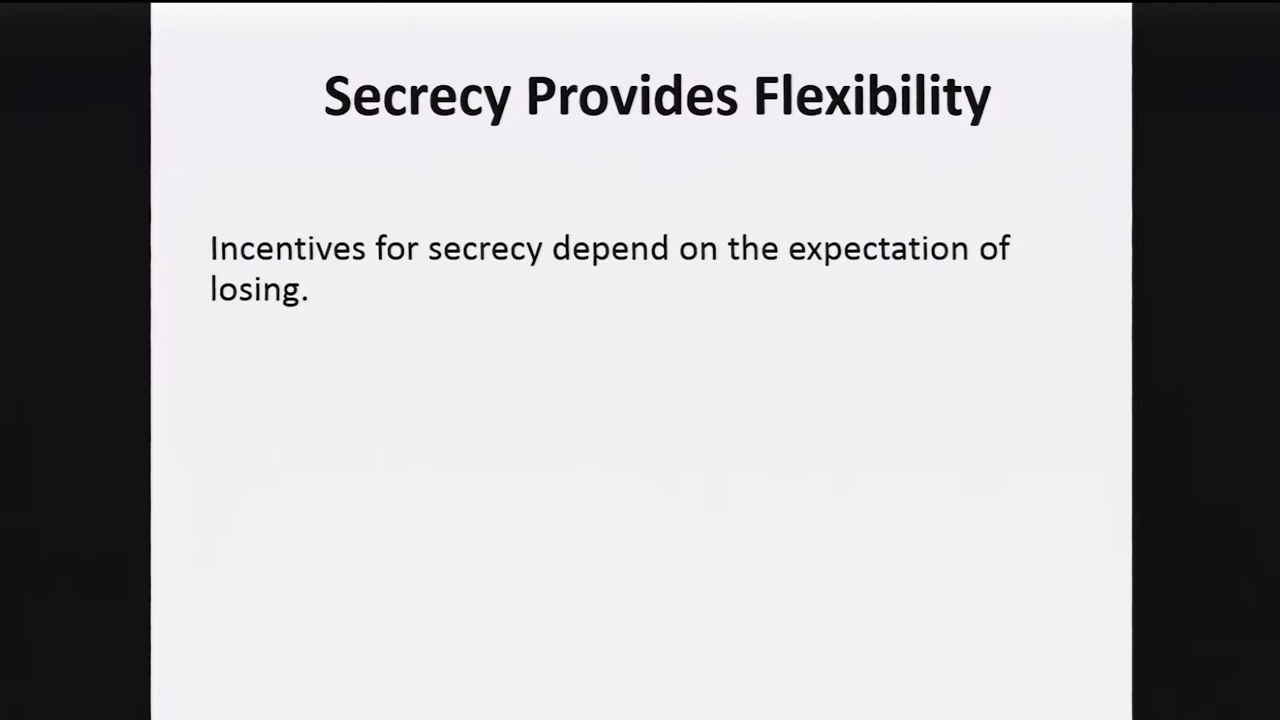 Secrecy Provides Flexibility
Incentives for secrecy depend on the expectation of
losing.